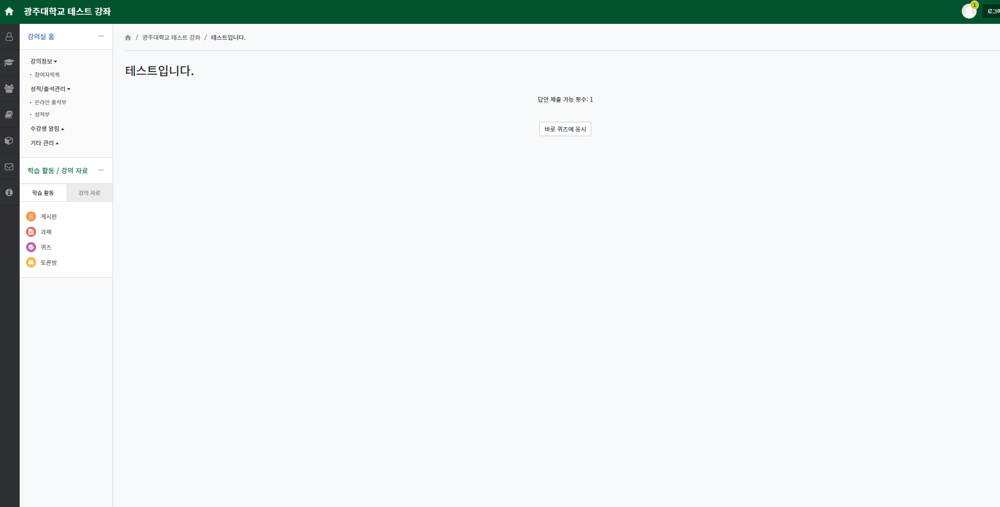 광주대학교 테스트 강좌
1
강의실 홈
/ 광주대학교 테스트 강좌 / 테스트입니다.
강의정보
참여자목록
성적/출석관리
온라인 출석부
성적부
수강생 알림
기타 관리
학습 활동 / 강의 자료
학습 활동
강의 자료
게시판
과제
퀴즈
토론방
테스트입니다.
답안 제출 가능 횟수: 1
바로 퀴즈에 응시